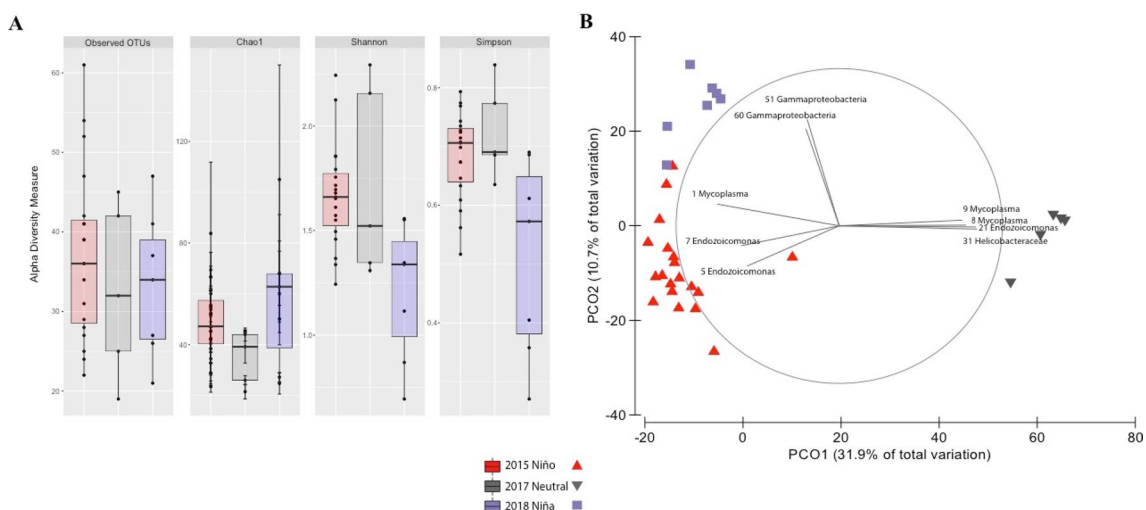 A
B
Observed OTUs
Chao1
Shannon
Simpson
Alpha Diversity Measure
60
50
40
30
20
120
80
40
2.0
1.5
1.0
0.8
0.6
0.4
2015 Niño
2017 Neutral
2018 Niña
PCO2 (10.7% of total variation)
40
20
0
-20
-40
51 Gammaproteobacteria
60 Gammaproteobacteria
1 Mycoplasma
9 Mycoplasma
8 Mycoplasma
21 Endozoicomonas
7 Endozoicomonas
31 Helicobacteraceae
5 Endozoicomonas
-20
0
20
40
60
80
PCO1 (31.9% of total variation)